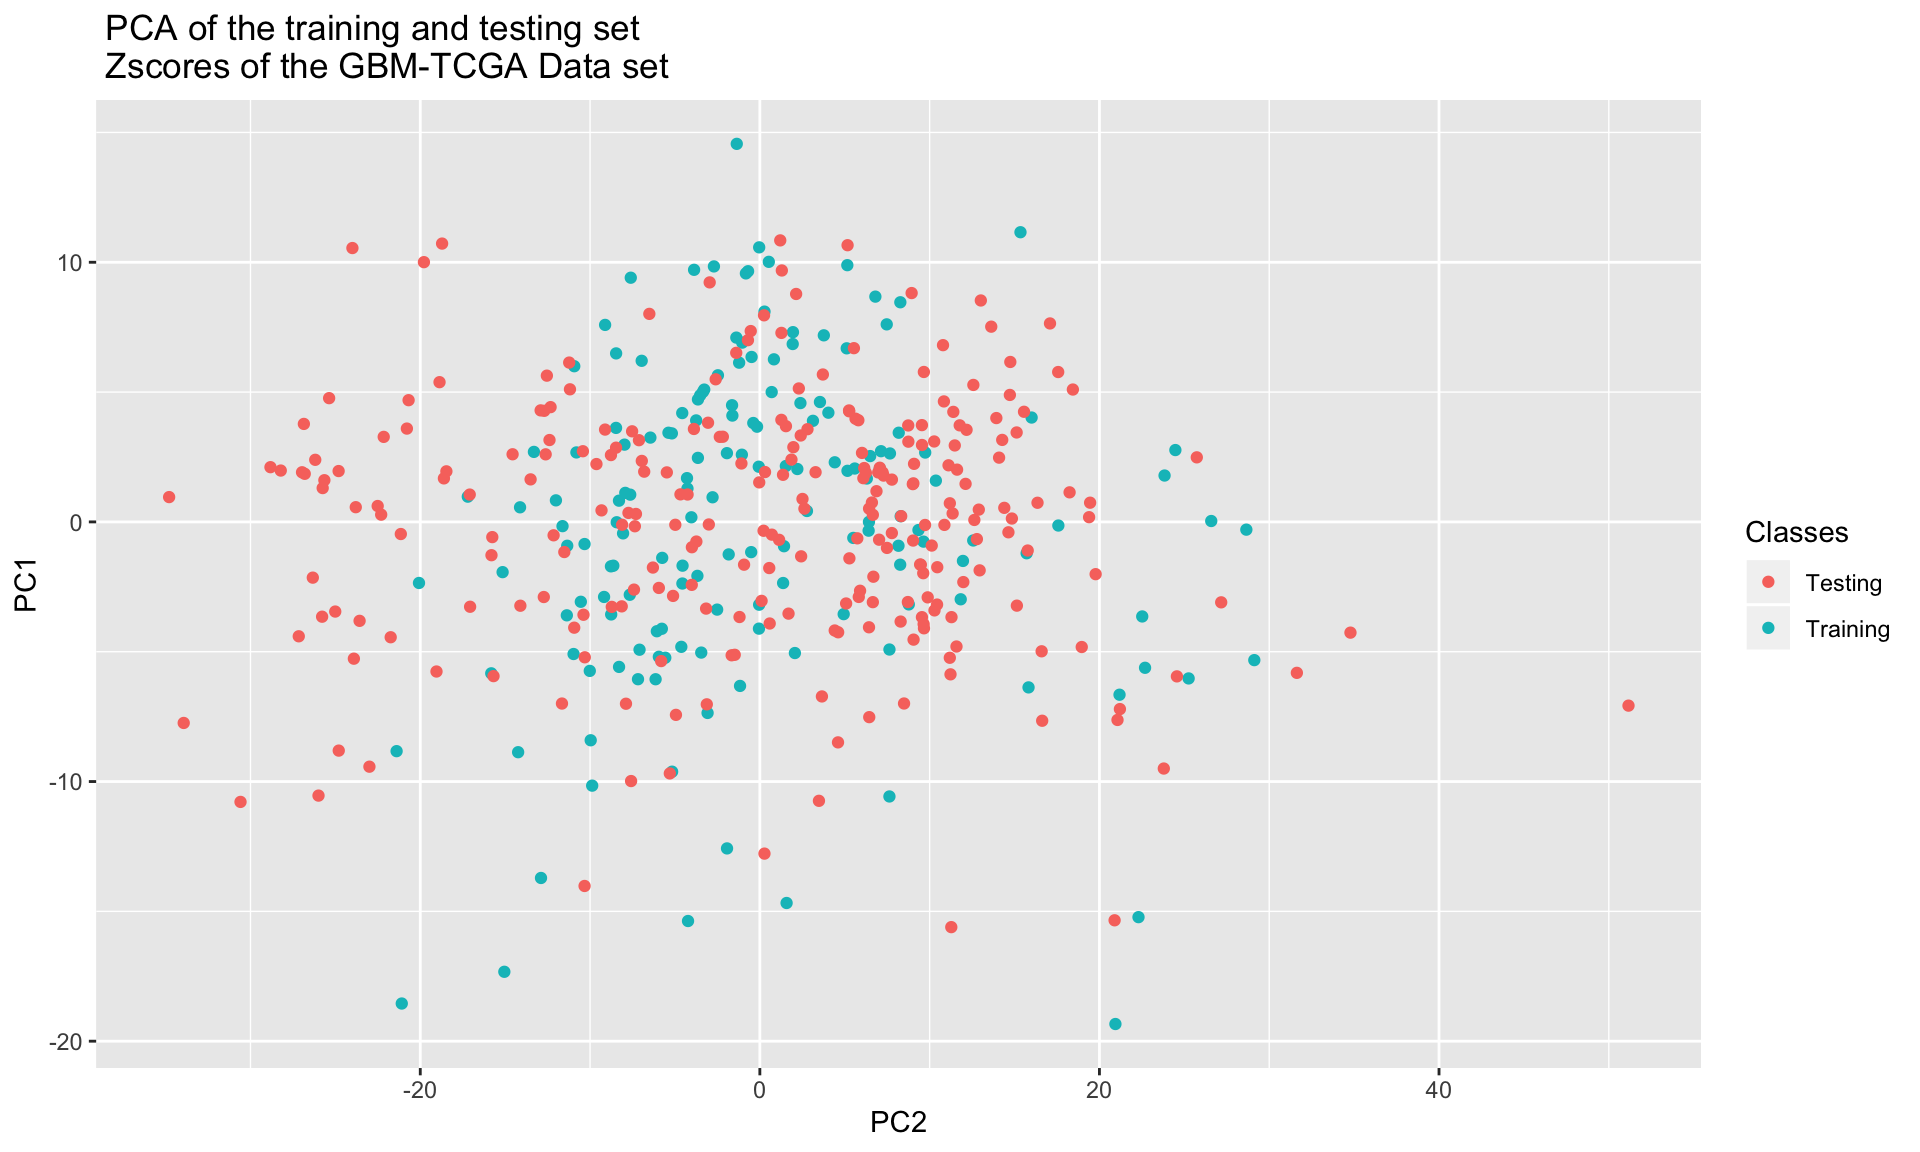 PCA of the training and testing set
Zscores of the GBM-TCGA Data set
10
0
-10
-20
PC1
-20
0
20
40
PC2
Classes
Testing
Training